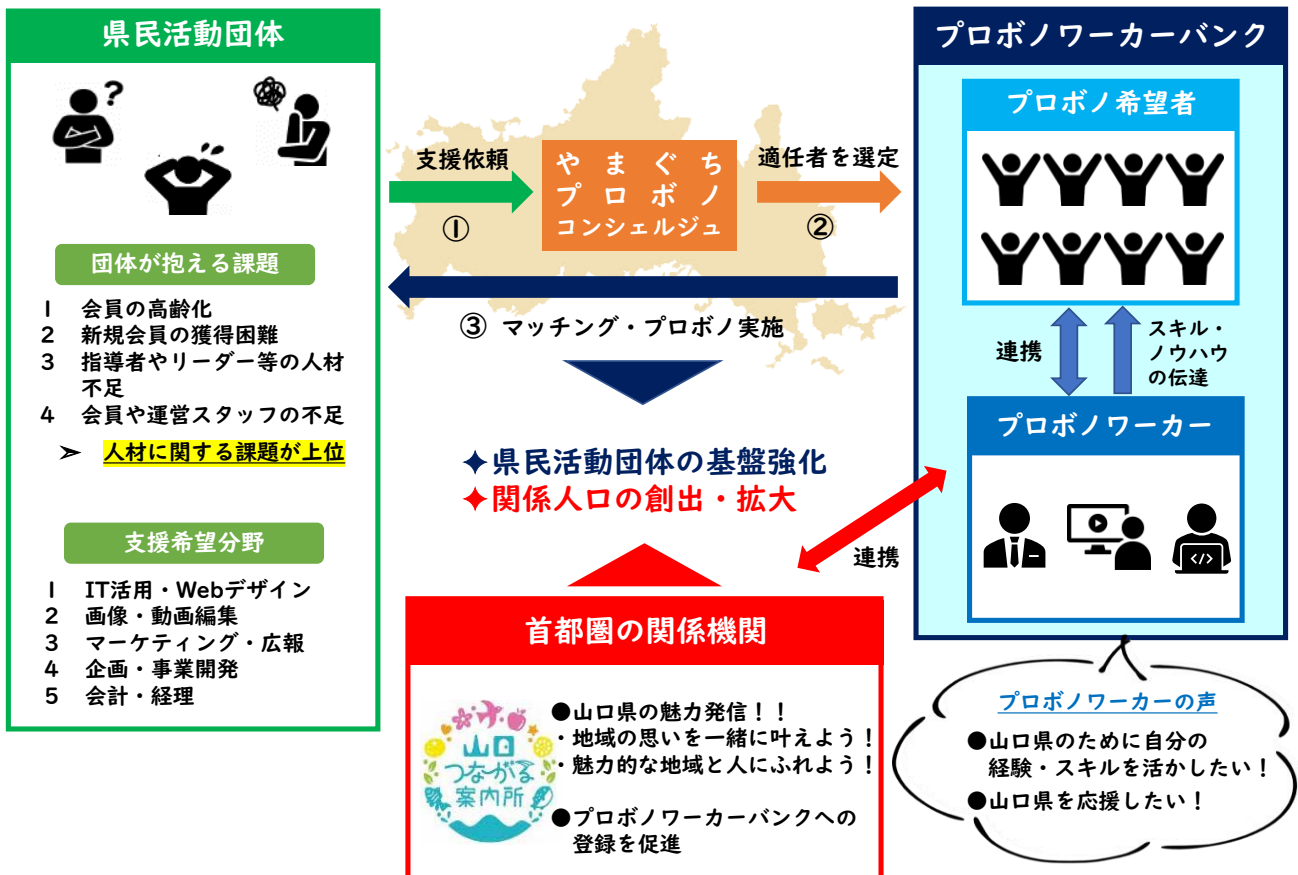 県民活動団体
?
団体が抱える課題
1 会員の高齢化
2 新規会員の獲得困難
3 指導者やリーダー等の人材
不足
4 会員や運営スタッフの不足
➢ 人材に関する課題が上位
支援希望分野
1 IT活用・Webデザイン
2 画像・動画編集
3 マーケティング・広報
4 企画・事業開発
5 会計・経理
支援依頼
①
やまぐち
プロボノ
コンシェルジュ
適任者を選定
②
③ マッチング・プロボノ実施
✦県民活動団体の基盤強化
✦関係人口の創出・拡大
連携
首都圏の関係機関
山口
つながる
案内所
●山口県の魅力発信!!
・地域の思いを一緒に叶えよう!
・魅力的な地域と人にふれよう!
●プロボノワーカーバンクへの
登録を促進
プロボノワーカーバンク
プロボノ希望者
連携
スキル・
ノウハウ
の伝達
プロボノワーカー
</>
プロボノワーカーの声
●山口県のために自分の
経験・スキルを活かしたい!
●山口県を応援したい!